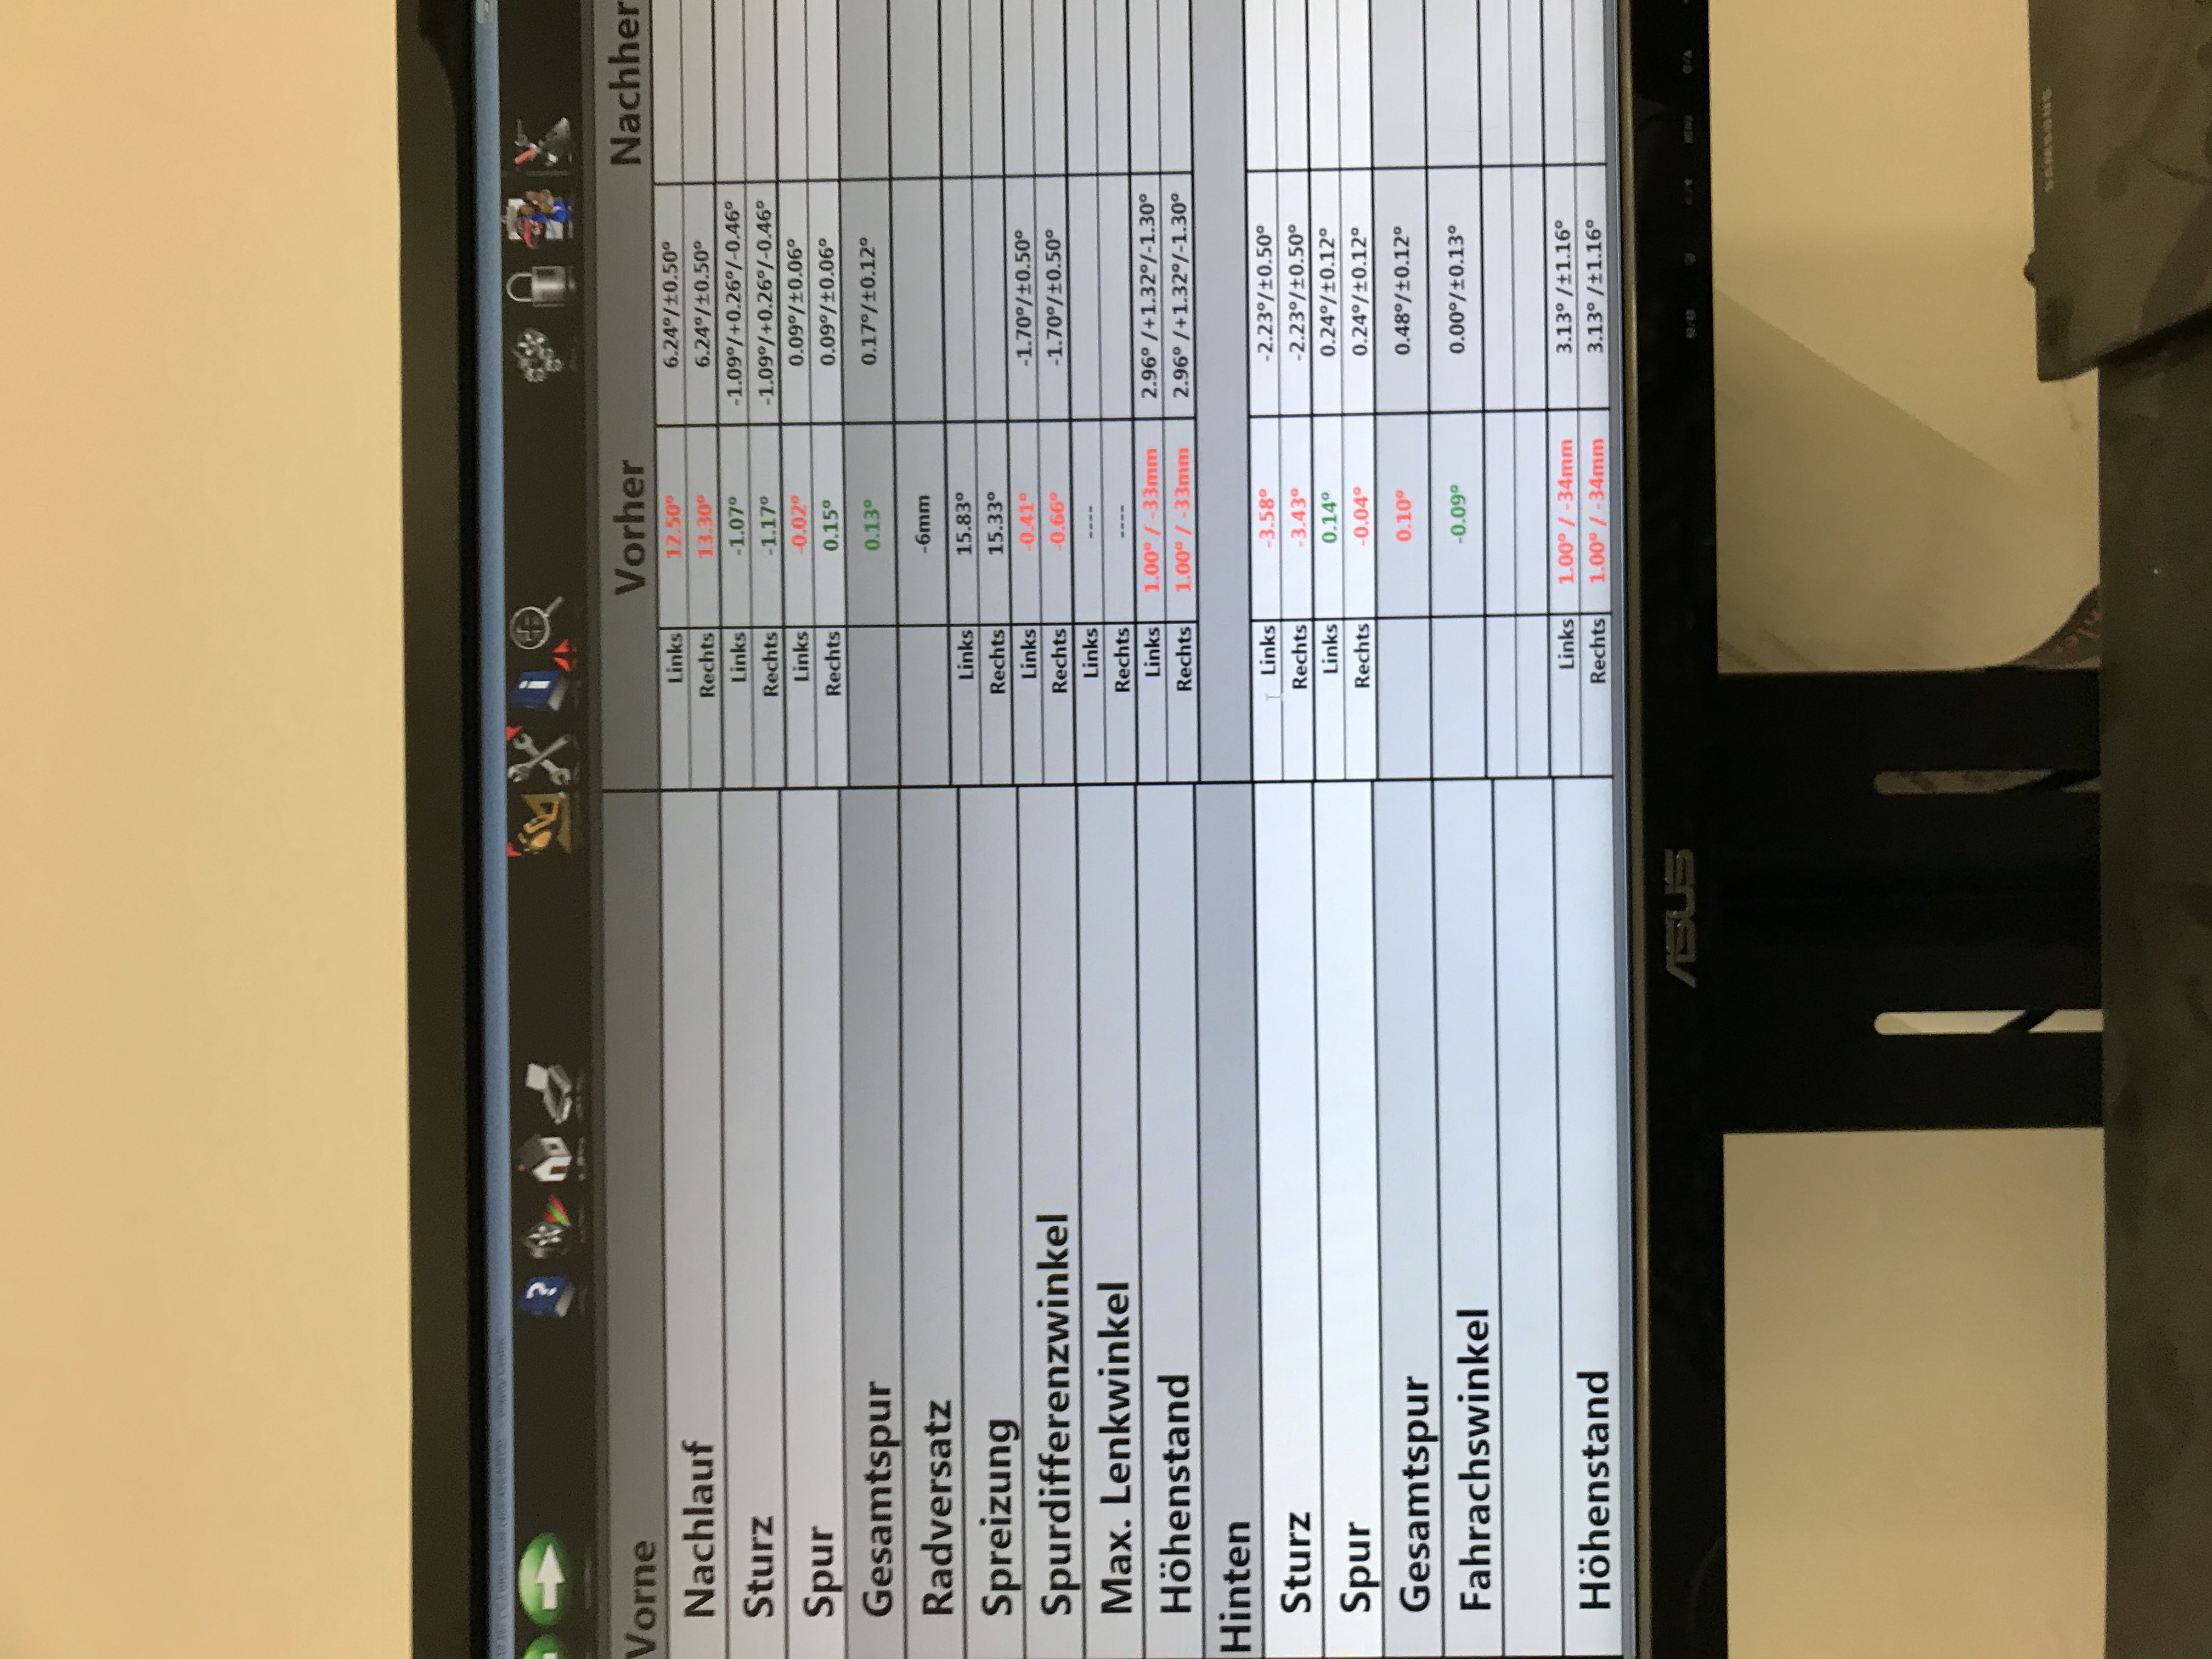 Vorne Vorher Nachher
Nachlauf Links 12.50° 6.24°/±0.50°
Rechts 13.30° 6.24°/±0.50°
Sturz Links -1.07° -1.09°/+0.26°/-0.46°
Rechts -1.17° -1.09°/+0.26°/-0.46°
Spur Links -0.02° 0.09°/±0.06°
Rechts 0.15° 0.09°/±0.06°
Gesamtspur 0.13° 0.17°/±0.12°
Radversatz -6mm
Spreizung Links 15.83°
Rechts 15.33°
Spurdifferenzwinkel Links -0.41° -1.70°/±0.50°
Rechts -0.66° -1.70°/±0.50°
Max. Lenkwinkel Links ----
Rechts ----
Höhenstand Links 1.00° / -33mm 2.96° /+1.32°/-1.30°
Rechts 1.00° / -33mm 2.96° /+1.32°/-1.30°
Hinten
Sturz Links -3.58° -2.23°/±0.50°
Rechts -3.43° -2.23°/±0.50°
Spur Links 0.14° 0.24°/±0.12°
Rechts -0.04° 0.24°/±0.12°
Gesamtspur 0.10° 0.48°/±0.12°
Fahrachswinkel -0.09° 0.00°/±0.13°
Höhenstand Links 1.00° / -34mm 3.13° /±1.16°
Rechts 1.00° / -34mm 3.13° /±1.16°
ASUS
MENU
SAMSUNG